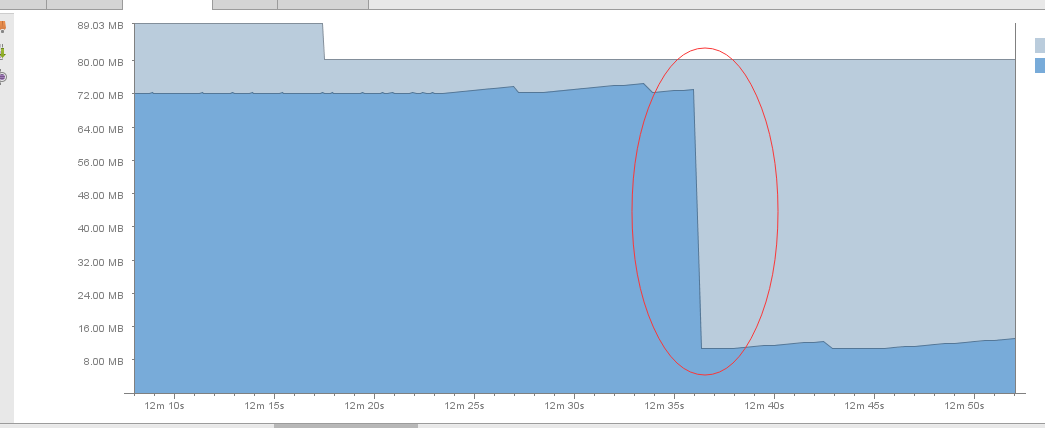 89.03 MB
80.00 MB
72.00 MB
64.00 MB
56.00 MB
48.00 MB
40.00 MB
32.00 MB
24.00 MB
16.00 MB
8.00 MB
12m 10s 12m 15s 12m 20s 12m 25s 12m 30s 12m 35s 12m 40s 12m 45s 12m 50s